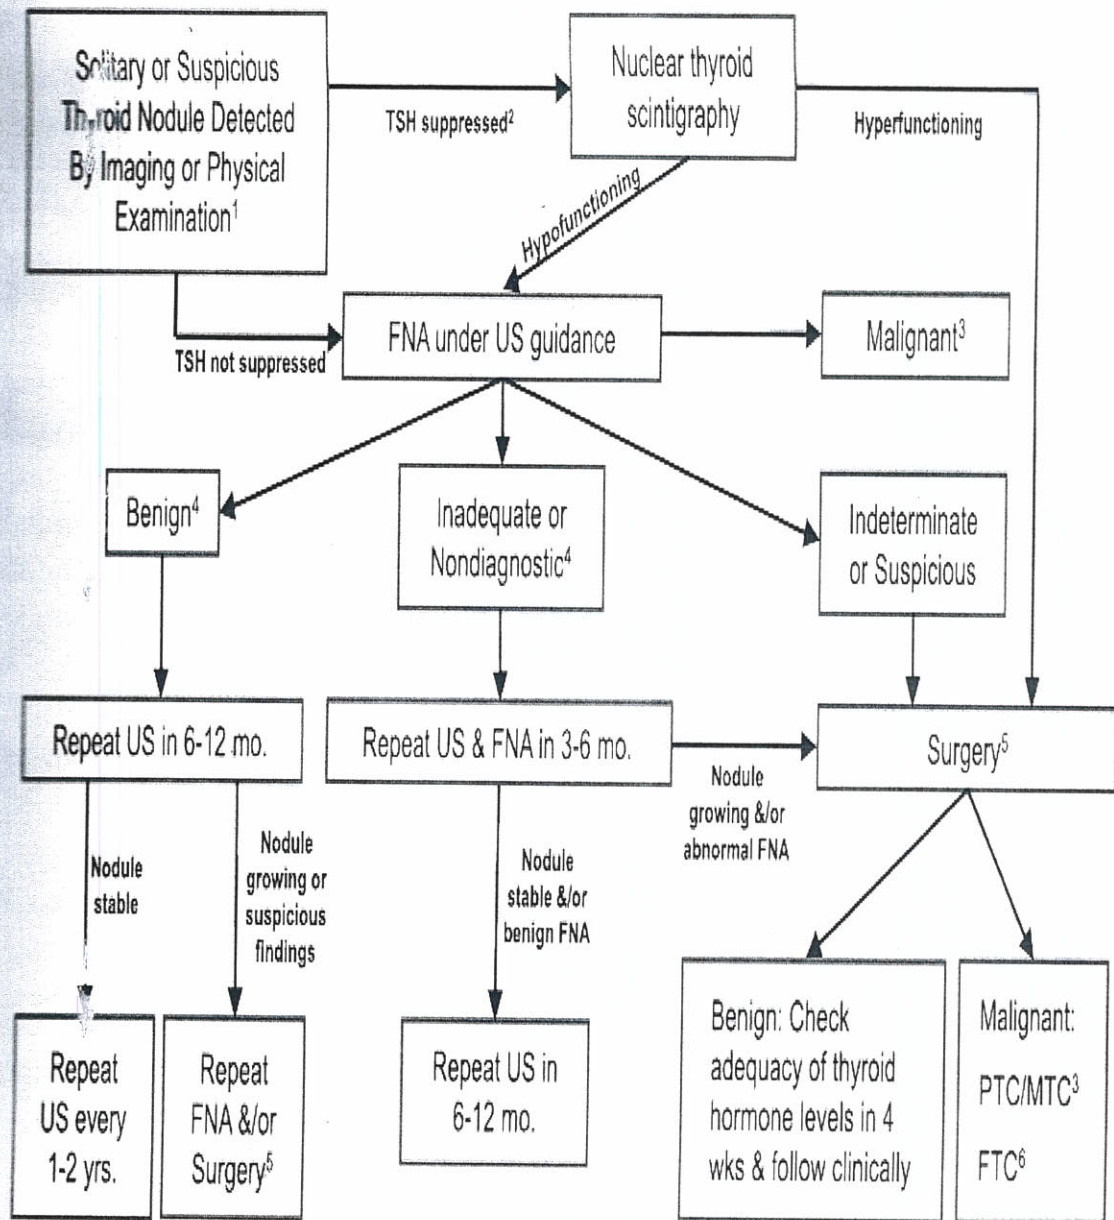 Solitary or Suspicious
Thyroid Nodule Detected
By Imaging or Physical
Examination¹
TSH suppressed²
Nuclear thyroid
scintigraphy
Hyperfunctioning
Hypofunctioning
TSH not suppressed
FNA under US guidance
Malignant³
Benign⁴
Inadequate or
Nondiagnostic⁴
Indeterminate
or Suspicious
Repeat US in 6-12 mo.
Repeat US & FNA in 3-6 mo.
Nodule
growing &/or
abnormal FNA
Surgery⁵
Nodule
stable
Nodule
growing or
suspicious
findings
Nodule
stable &/or
benign FNA
Repeat
US every
1-2 yrs.
Repeat
FNA &/or
Surgery⁵
Repeat US in
6-12 mo.
Benign: Check
adequacy of thyroid
hormone levels in 4
wks & follow clinically
Malignant:
PTC/MTC³
FTC⁶